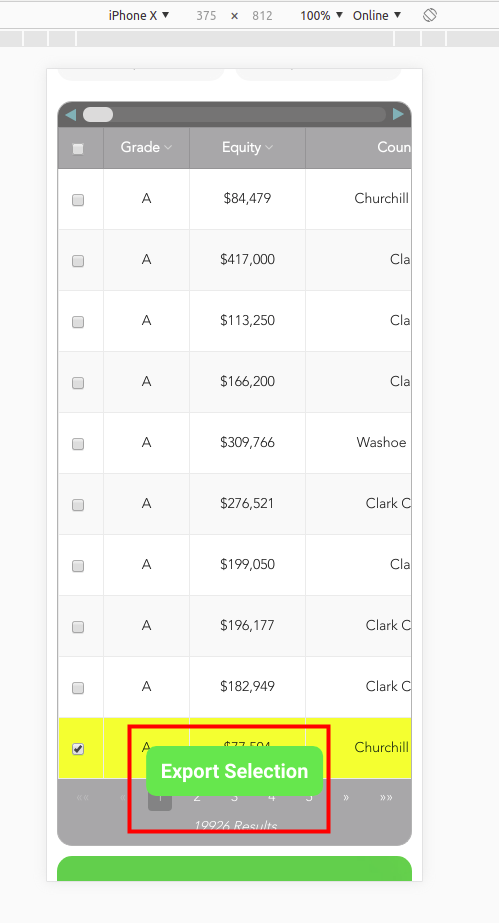 iPhone X ▼ 375 × 812 100% ▼ Online ▼
Grade Equity Coun
A $84,479 Churchill
A $417,000 Cla
A $113,250 Cla
A $166,200 Cla
A $309,766 Washoe
A $276,521 Clark C
A $199,050 Cla
A $196,177 Clark C
A $182,949 Clark C
A $77,504 Churchill
Export Selection
«« « 1 2 3 4 5 » »»
19926 Results